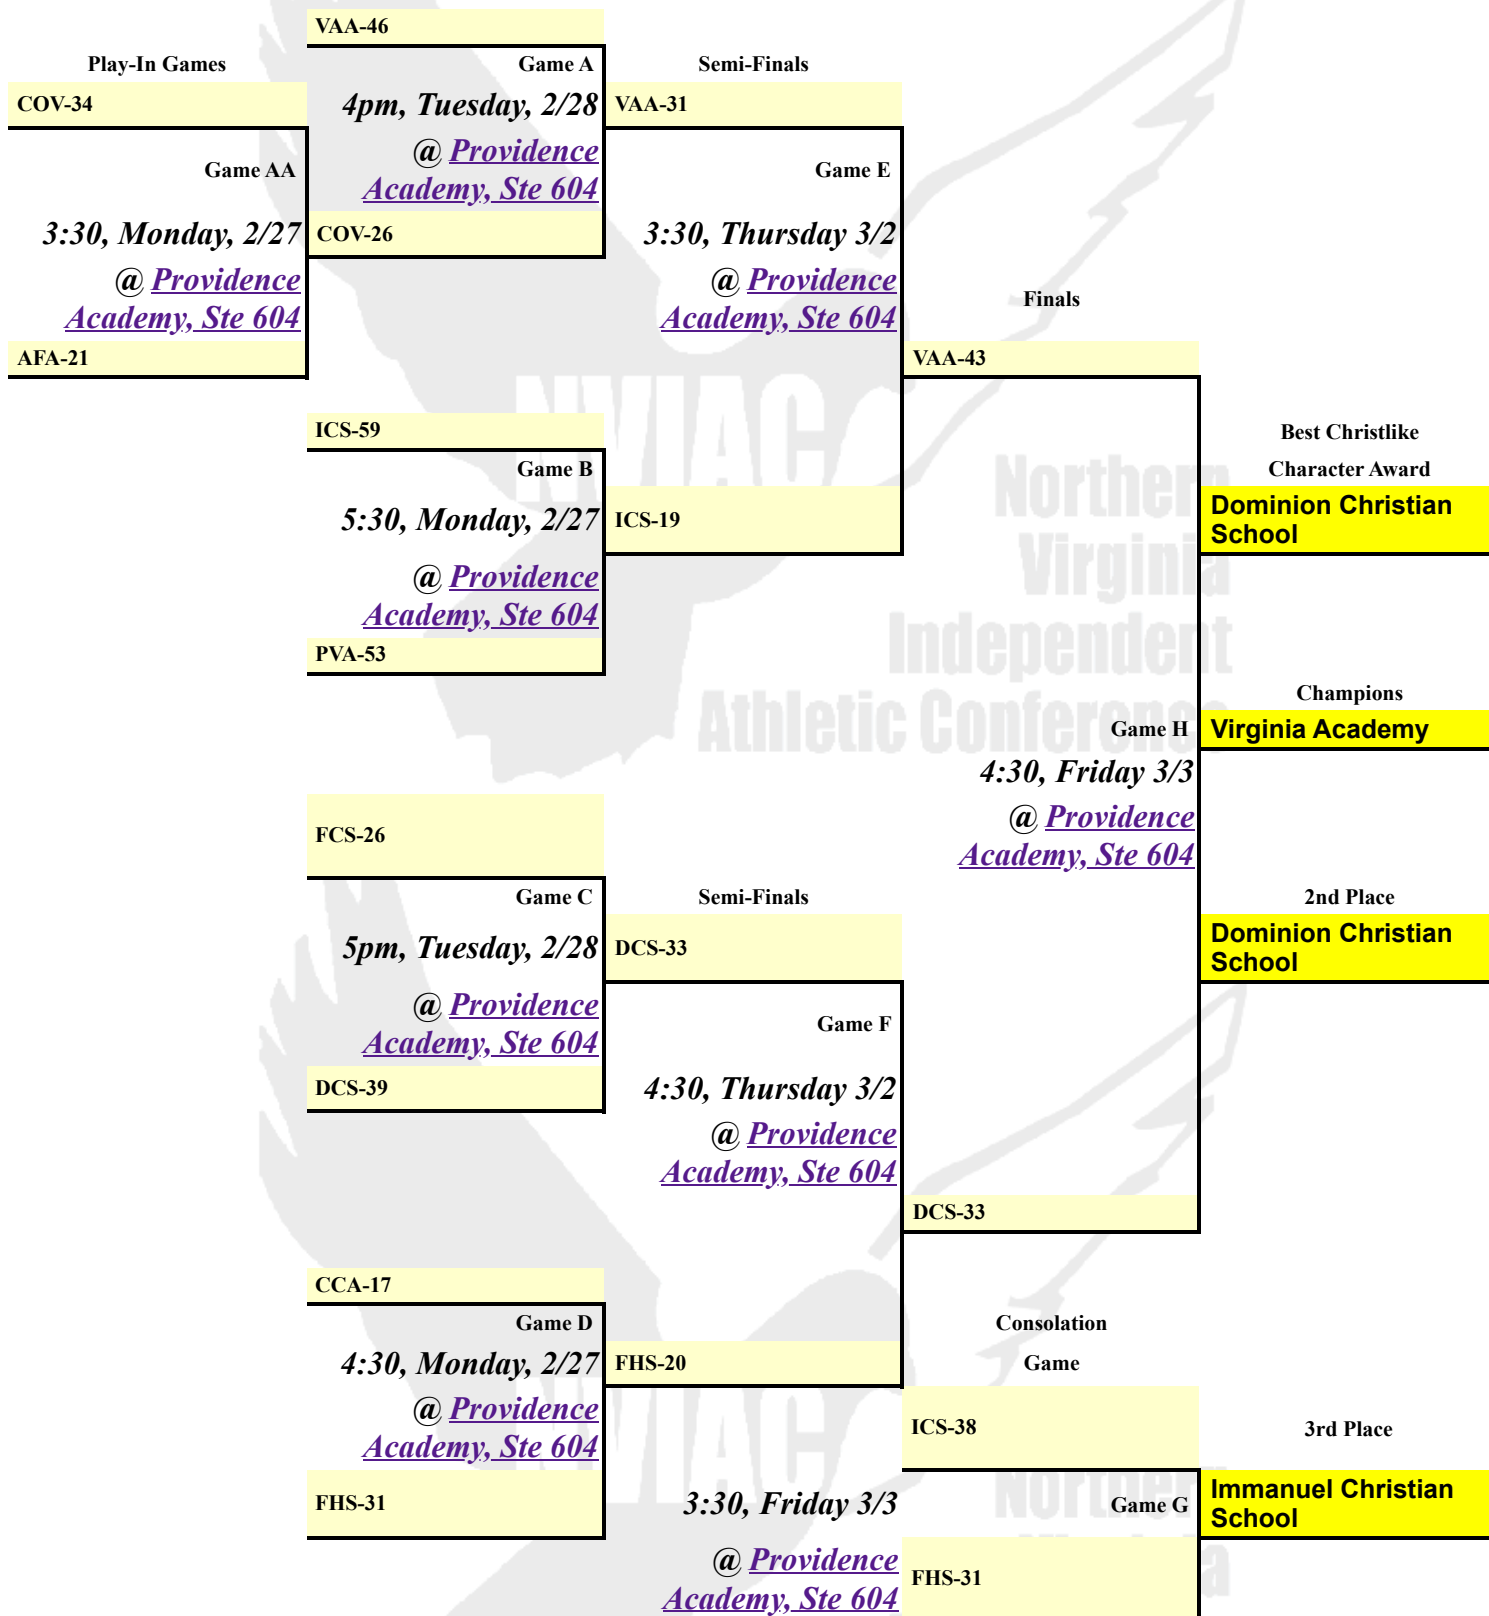 VAA-46
Play-In Games
Game A
Semi-Finals
COV-34
4pm, Tuesday, 2/28
VAA-31
@ Providence
Academy, Ste 604
Game AA
Game E
3:30, Monday, 2/27
COV-26
3:30, Thursday 3/2
@ Providence
Academy, Ste 604
@ Providence
Academy, Ste 604
Finals
AFA-21
VAA-43
ICS-59
Best Christlike
Character Award
Game B
5:30, Monday, 2/27
ICS-19
Dominion Christian
School
@ Providence
Academy, Ste 604
PVA-53
NVIAC
Northern
Virginia
Independent
Athletic Conference
Champions
Game H
Virginia Academy
4:30, Friday 3/3
@ Providence
Academy, Ste 604
FCS-26
Game C
Semi-Finals
2nd Place
5pm, Tuesday, 2/28
DCS-33
Dominion Christian
School
@ Providence
Academy, Ste 604
Game F
DCS-39
4:30, Thursday 3/2
@ Providence
Academy, Ste 604
DCS-33
CCA-17
Game D
Consolation
Game
4:30, Monday, 2/27
FHS-20
@ Providence
Academy, Ste 604
ICS-38
3rd Place
FHS-31
3:30, Friday 3/3
Game G
Immanuel Christian
School
@ Providence
Academy, Ste 604
FHS-31
NVIAC
Northern